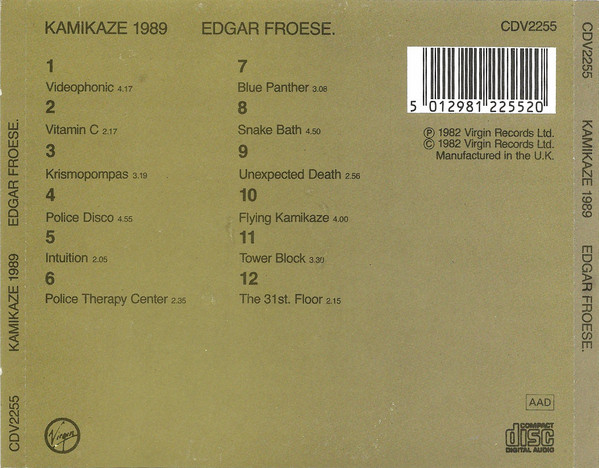 KAMIKAZE 1989 EDGAR FROESE.
CDV2255
1
Videophonic 4.17
2
Vitamin C 2.17
3
Krismopompas 3.19
4
Police Disco 4.55
5
Intuition 2.05
6
Police Therapy Center 2.35
7
Blue Panther 3.08
8
Snake Bath 4.50
9
Unexpected Death 2.56
10
Flying Kamikaze 4.00
11
Tower Block 3.30
12
The 31st. Floor 2.15
5 012981 225520
Ⓟ 1982 Virgin Records Ltd.
© 1982 Virgin Records Ltd.
Manufactured in the U.K.
Virgin
AAD
COMPACT
disc
DIGITAL AUDIO
CDV2255 KAMIKAZE 1989 EDGAR FROESE.
CDV2255 KAMIKAZE 1989 EDGAR FROESE.